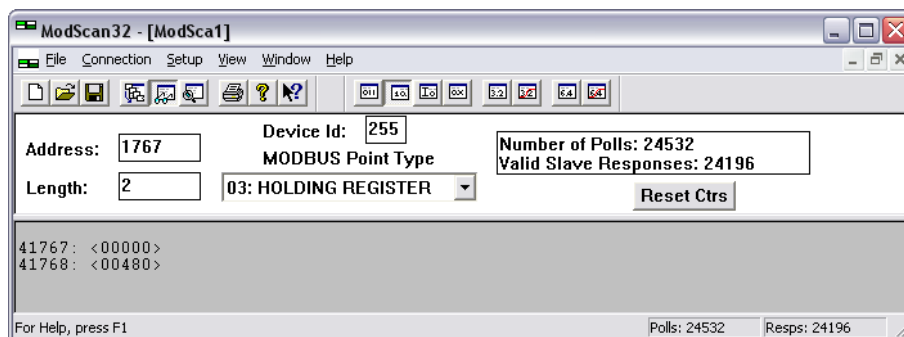 ModScan32 - [ModSca1]
File Connection Setup View Window Help
Address: 1767
Device Id: 255
MODBUS Point Type
Length: 2
03: HOLDING REGISTER
Number of Polls: 24532
Valid Slave Responses: 24196
Reset Ctrs
41767: <00000>
41768: <00480>
For Help, press F1
Polls: 24532
Resps: 24196